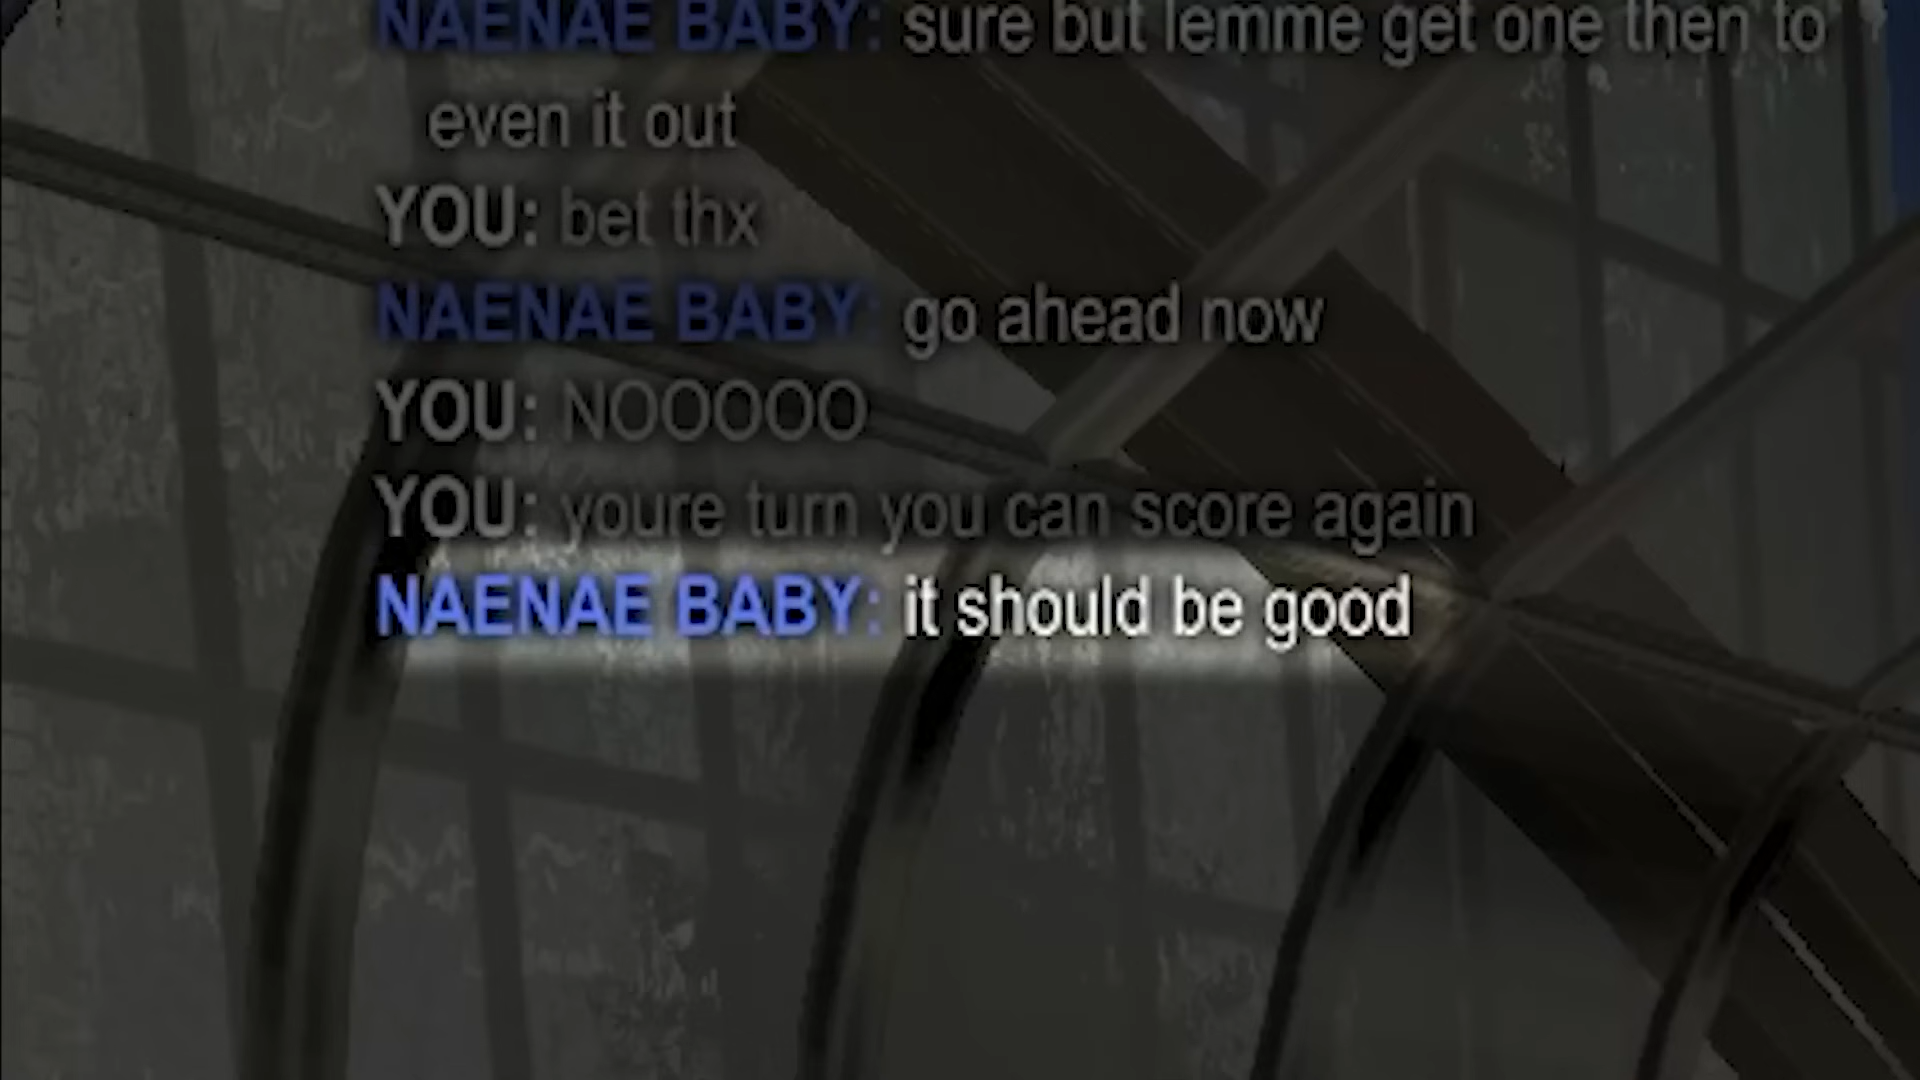 NAENAE BABY: sure but lemme get one then to
even it out
YOU: bet thx
NAENAE BABY: go ahead now
YOU: NOOOOO
YOU: youre turn you can score again
NAENAE BABY: it should be good